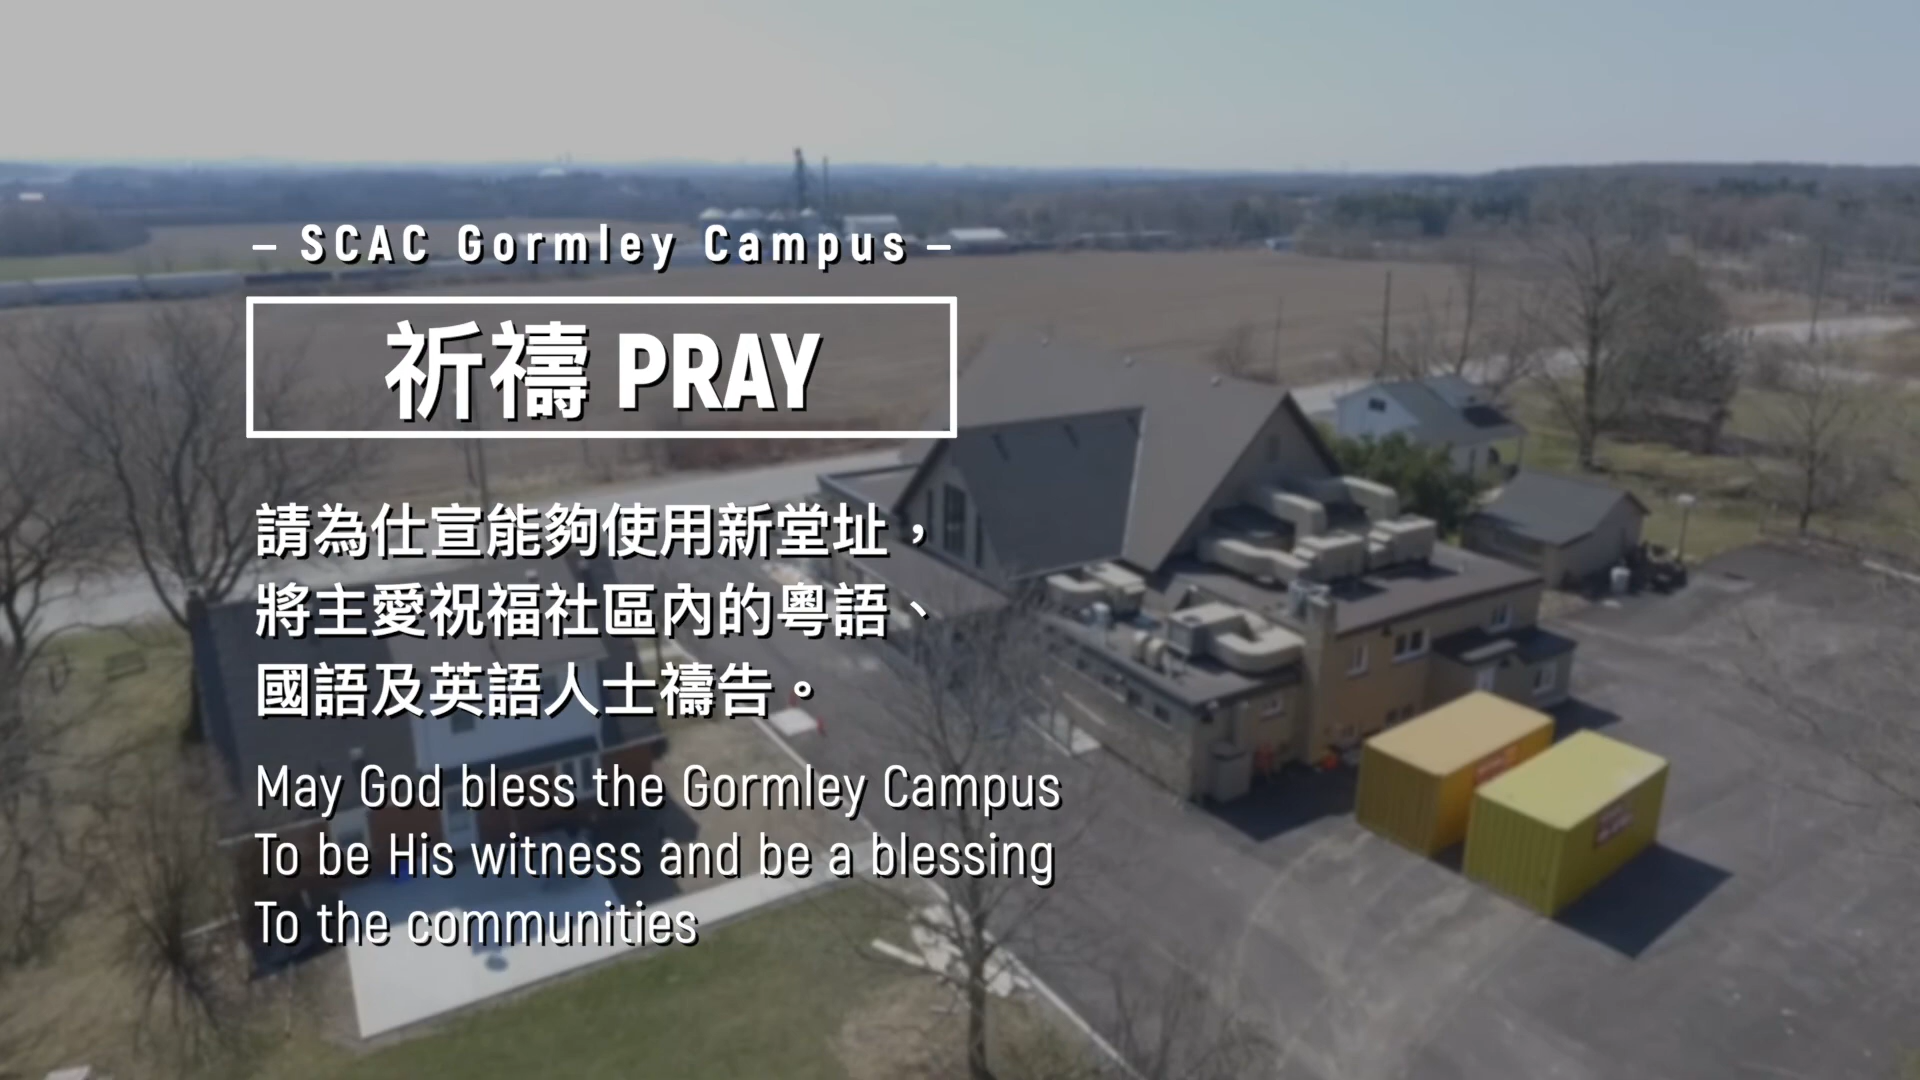 – SCAC Gormley Campus –
祈禱 PRAY
請為仕宣能夠使用新堂址，
將主愛祝福社區內的粵語、
國語及英語人士禱告。
May God bless the Gormley Campus
To be His witness and be a blessing
To the communities